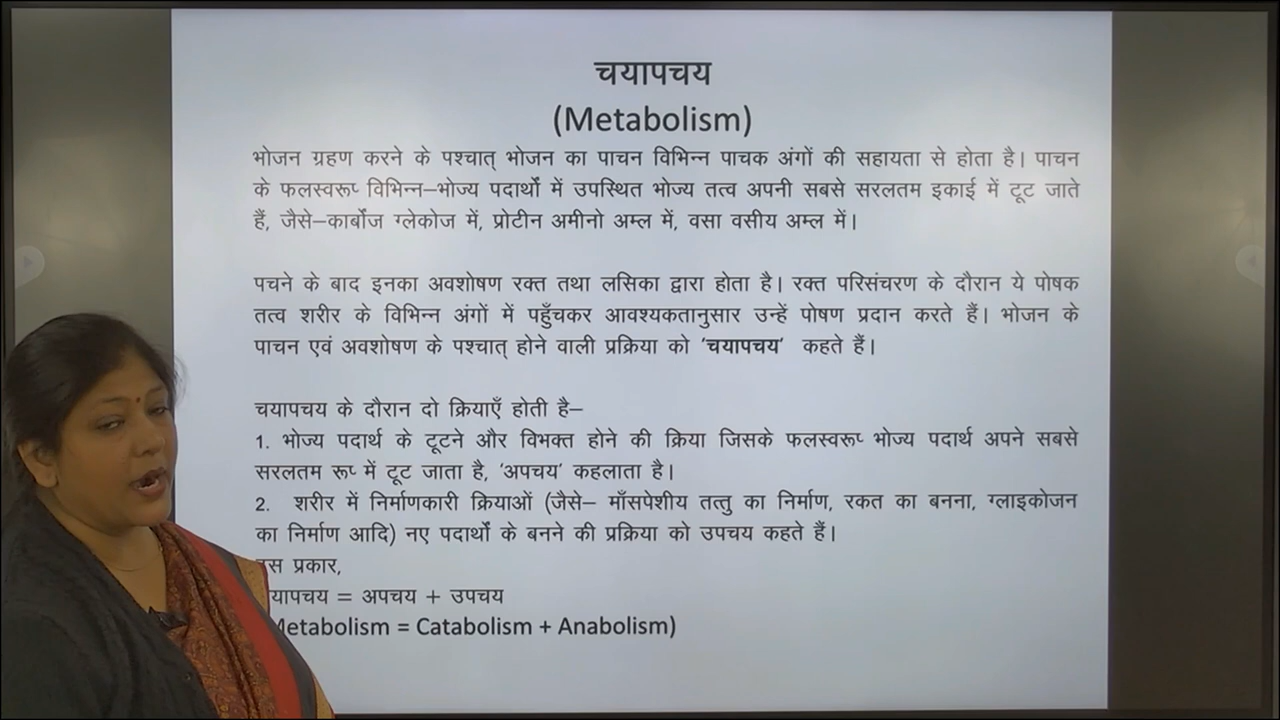 चयापचय
(Metabolism)
भोजन ग्रहण करने के पश्चात् भोजन का पाचन विभिन्न पाचक अंगों की सहायता से होता है। पाचन
के फलस्वरूप विभिन्न–भोज्य पदार्थों में उपस्थित भोज्य तत्व अपनी सबसे सरलतम इकाई में टूट जाते
हैं, जैसे–कार्बोज ग्लेकोज में, प्रोटीन अमीनो अम्ल में, वसा वसीय अम्ल में।
पचने के बाद इनका अवशोषण रक्त तथा लसिका द्वारा होता है। रक्त परिसंचरण के दौरान ये पोषक
तत्व शरीर के विभिन्न अंगों में पहुँचकर आवश्यकतानुसार उन्हें पोषण प्रदान करते हैं। भोजन के
पाचन एवं अवशोषण के पश्चात् होने वाली प्रक्रिया को 'चयापचय' कहते हैं।
चयापचय के दौरान दो क्रियाएँ होती है–
1. भोज्य पदार्थ के टूटने और विभक्त होने की क्रिया जिसके फलस्वरूप भोज्य पदार्थ अपने सबसे
सरलतम रूप में टूट जाता है, 'अपचय' कहलाता है।
2. शरीर में निर्माणकारी क्रियाओं (जैसे– माँसपेशीय तत्तु का निर्माण, रकत का बनना, ग्लाइकोजन
का निर्माण आदि) नए पदार्थों के बनने की प्रक्रिया को उपचय कहते हैं।
प्रकार,
= अपचय + उपचय
Metabolism = Catabolism + Anabolism)